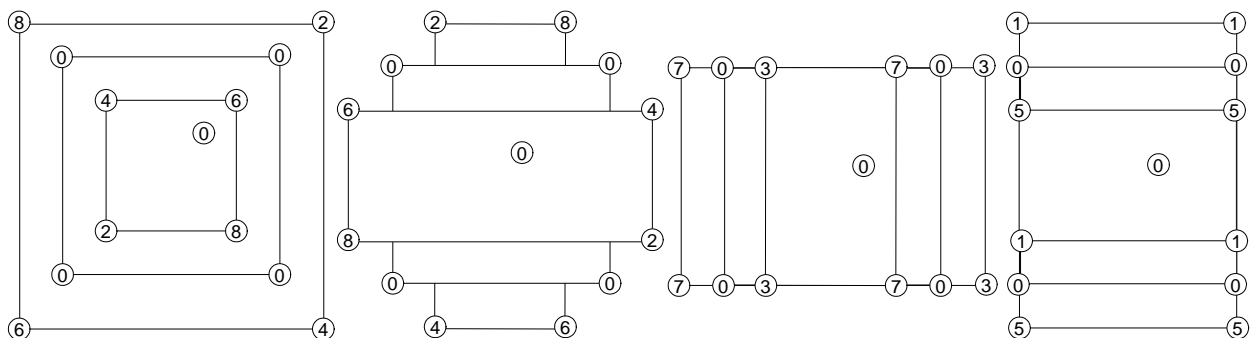 8 2 2 8 1 1
0 0 0 0 7 0 3 7 0 3 0 0
4 6 6 4 5 5
0 0 0 0
2 8 8 2 1 1
0 0 0 0 7 0 3 7 0 3 0 0
6 4 4 6 5 5